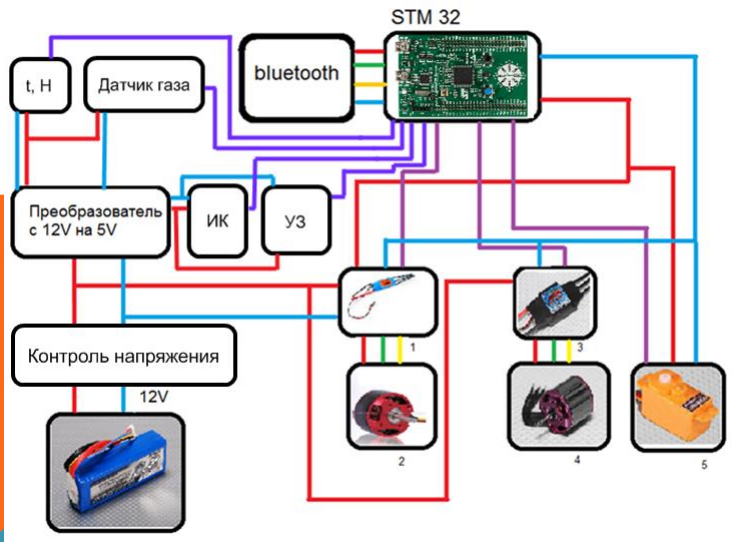 STM 32
bluetooth
t, H
Датчик газа
Преобразователь
с 12V на 5V
ИК
УЗ
1
3
Контроль напряжения
12V
2
4
5